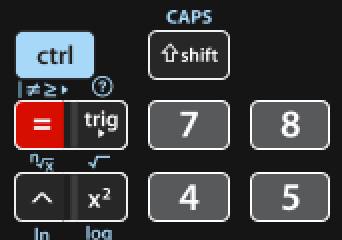 CAPS
ctrl ⇧shift
|≠≥▸ ?
= trig 7 8
ⁿ√x √
^ x² 4 5
ln log